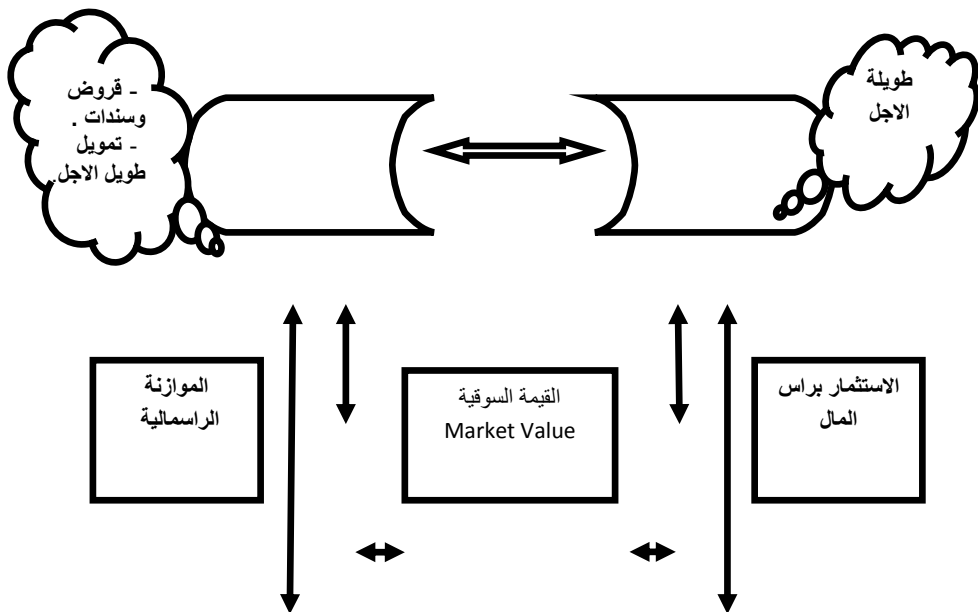 طويلة
الاجل
- قروض
وسندات .
- تمويل
طويل الاجل.
الاستثمار براس
المال
القيمة السوقية
Market Value
الموازنة
الراسمالية